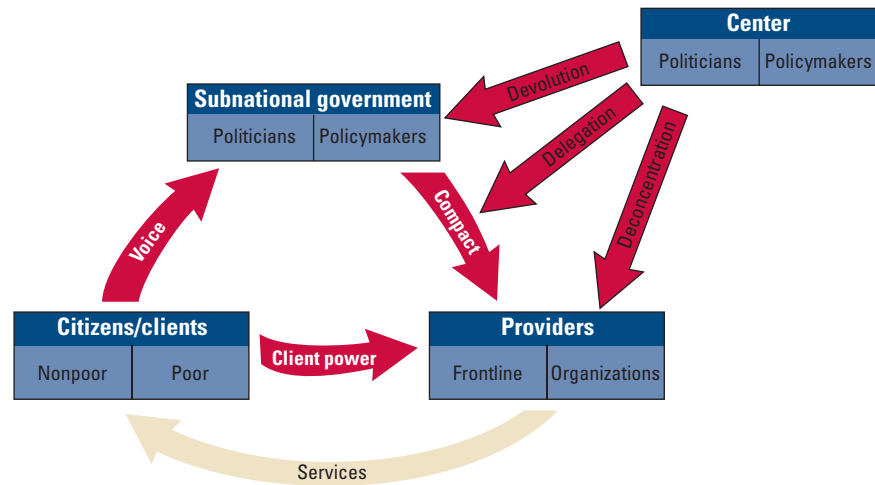 Center
Politicians Policymakers
Devolution
Subnational government
Politicians Policymakers
Delegation
Deconcentration
Voice
Compact
Citizens/clients
Nonpoor Poor
Client power
Providers
Frontline Organizations
Services